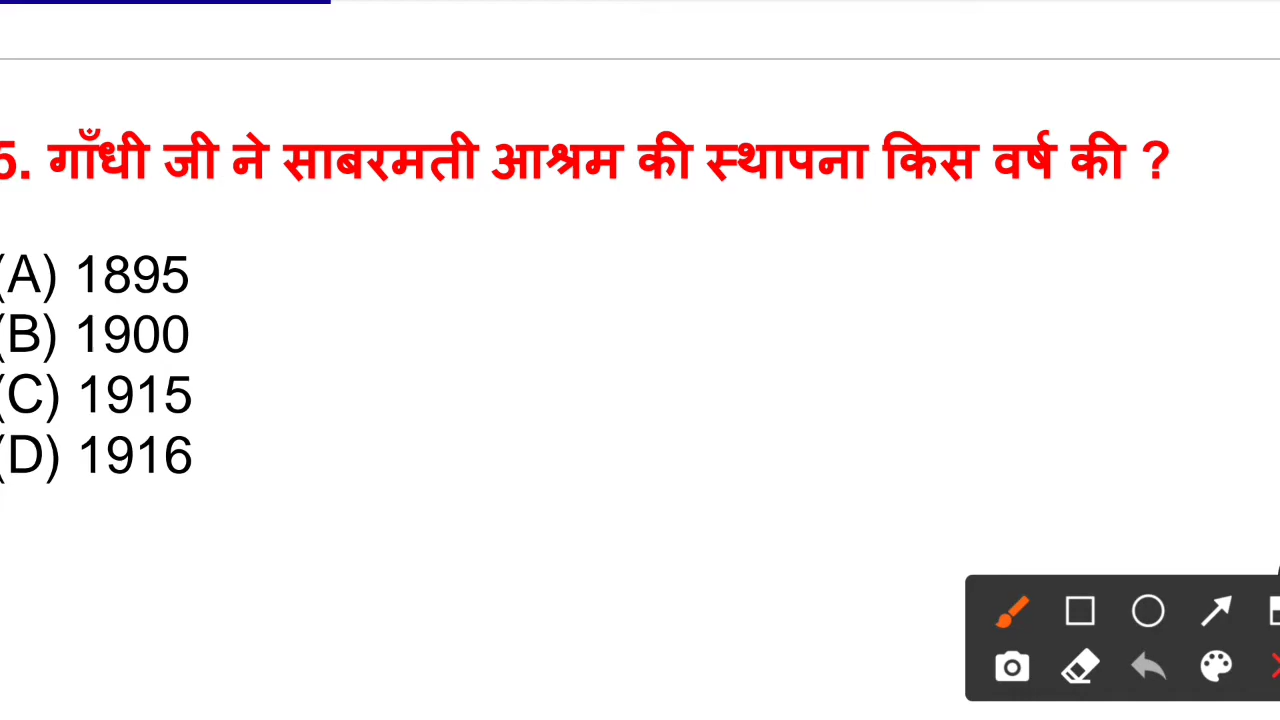 5. गाँधी जी ने साबरमती आश्रम की स्थापना किस वर्ष की ?
(A) 1895
(B) 1900
(C) 1915
(D) 1916